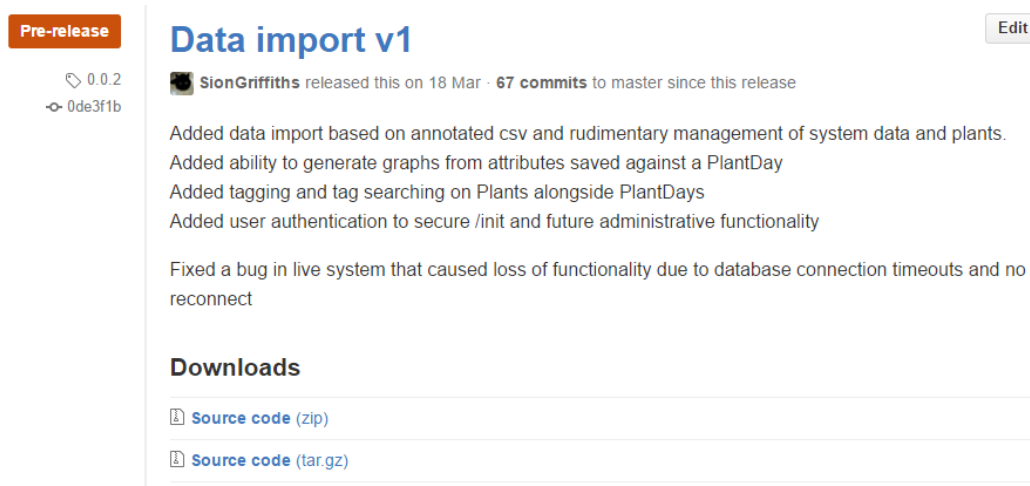 Pre-release
Data import v1
Edit
0.0.2
SionGriffiths released this on 18 Mar · 67 commits to master since this release
0de3f1b
Added data import based on annotated csv and rudimentary management of system data and plants.
Added ability to generate graphs from attributes saved against a PlantDay
Added tagging and tag searching on Plants alongside PlantDays
Added user authentication to secure /init and future administrative functionality
Fixed a bug in live system that caused loss of functionality due to database connection timeouts and no
reconnect
Downloads
Source code (zip)
Source code (tar.gz)